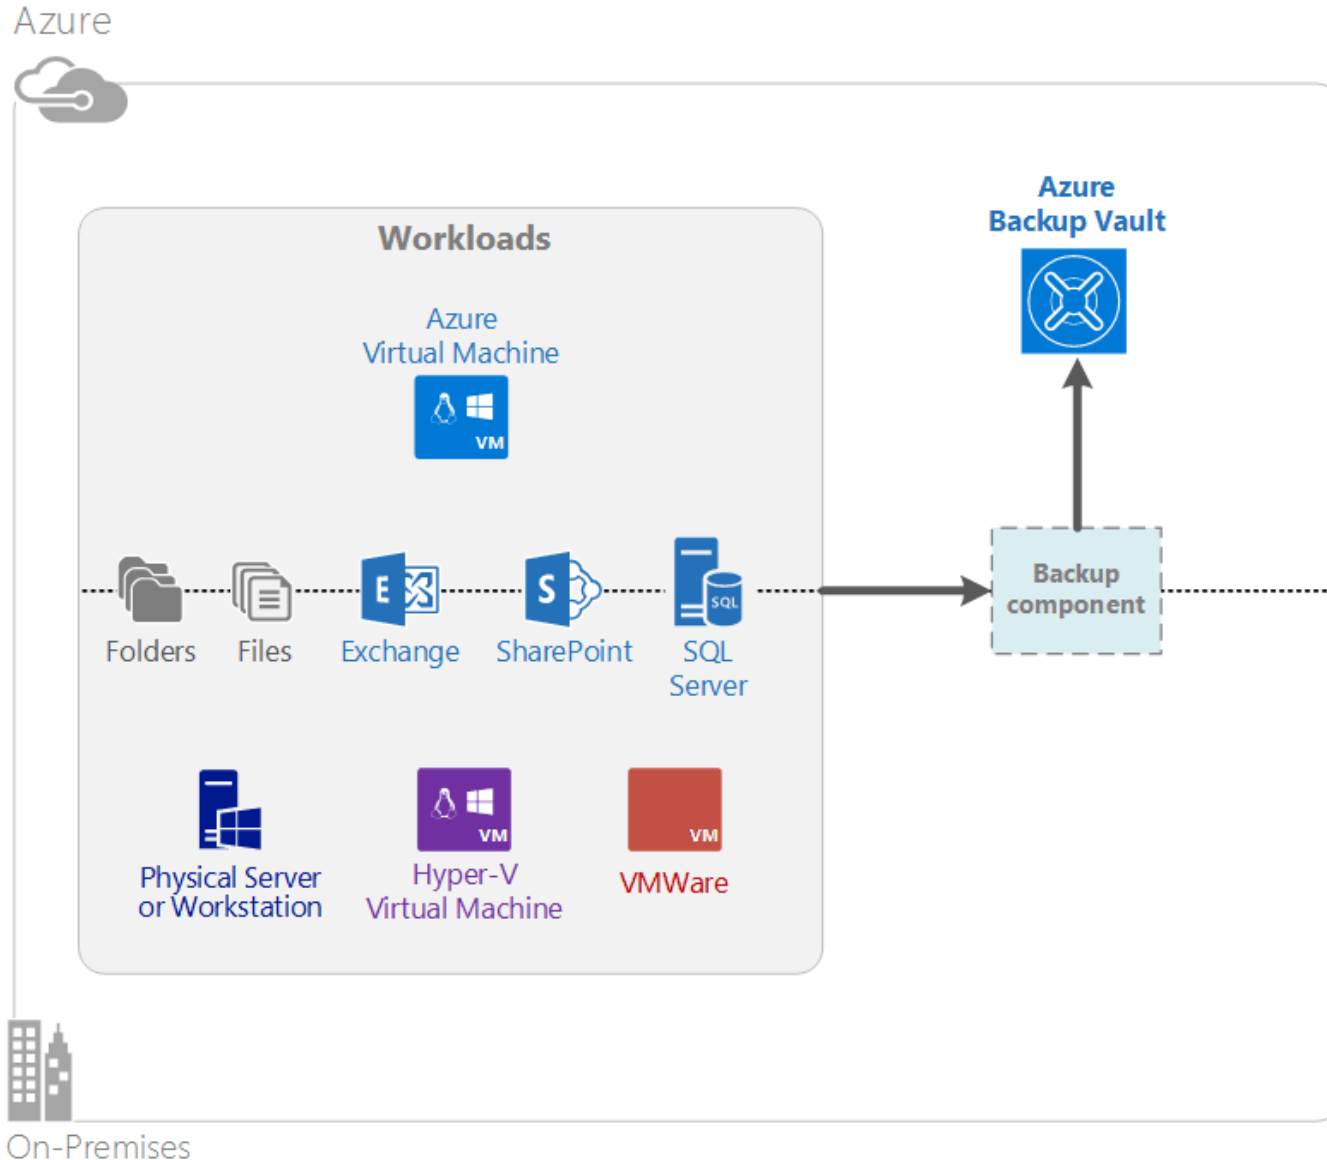 Azure
Azure
Backup Vault
Workloads
Azure
Virtual Machine
VM
E
S
SQL
Backup
component
Folders
Files
Exchange
SharePoint
SQL
Server
VM
VM
Physical Server
or Workstation
Hyper-V
Virtual Machine
VMWare
On-Premises